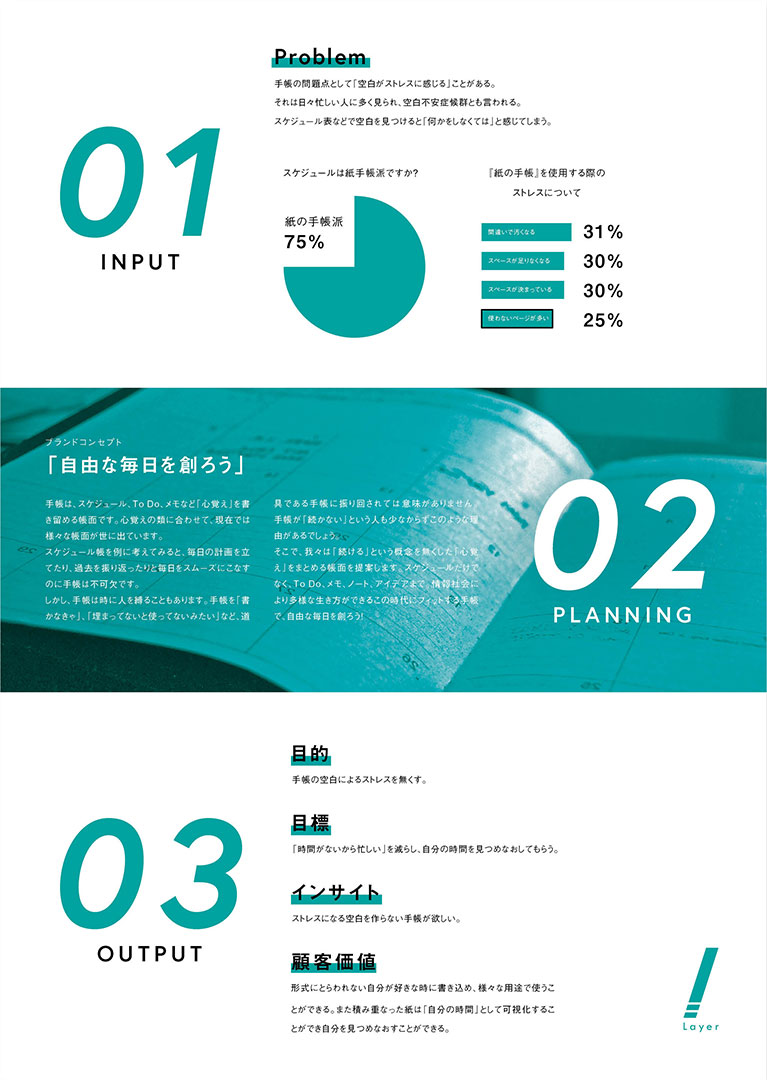 01
INPUT
Problem
手帳の問題点として「空白がストレスに感じる」ことがある。
それは日々忙しい人に多く見られ、空白不安症候群とも言われる。
スケジュール表などで空白を見つけると「何かをしなくては」と感じてしまう。
スケジュールは紙手帳派ですか?
紙の手帳派
75%
『紙の手帳』を使用する際の
ストレスについて
間違いで汚くなる 31%
スペースが足りなくなる 30%
スペースが決まっている 30%
使わないページが多い 25%
ブランドコンセプト
「自由な毎日を創ろう」
手帳は、スケジュール、To Do、メモなど「心覚え」を書
き留める帳面です。心覚えの類に合わせて、現在では
様々な帳面が世に出ています。
スケジュール帳を例に考えてみると、毎日の計画を立
てたり、過去を振り返ったりと毎日をスムーズにこなす
のに手帳は不可欠です。
しかし、手帳は時に人を縛ることもあります。手帳を「書
かなきゃ」、「埋まってないと使ってないみたい」など、道
具である手帳に振り回されては意味がありません。
手帳が「続かない」という人も少なからずこのような理
由があるでしょう。
そこで、我々は「続ける」という概念を無くした「心覚
え」をまとめる帳面を提案します。スケジュールだけで
なく、To Do、メモ、ノート、アイデアまで。情報社会に
より多様な生き方ができるこの時代にフィットする手帳
で、自由な毎日を創ろう!
02
PLANNING
03
OUTPUT
目的
手帳の空白によるストレスを無くす。
目標
「時間がないから忙しい」を減らし、自分の時間を見つめなおしてもらう。
インサイト
ストレスになる空白を作らない手帳が欲しい。
顧客価値
形式にとらわれない自分が好きな時に書き込め、様々な用途で使うこ
とができる。また積み重なった紙は「自分の時間」として可視化するこ
とができ自分を見つめなおすことができる。
Layer